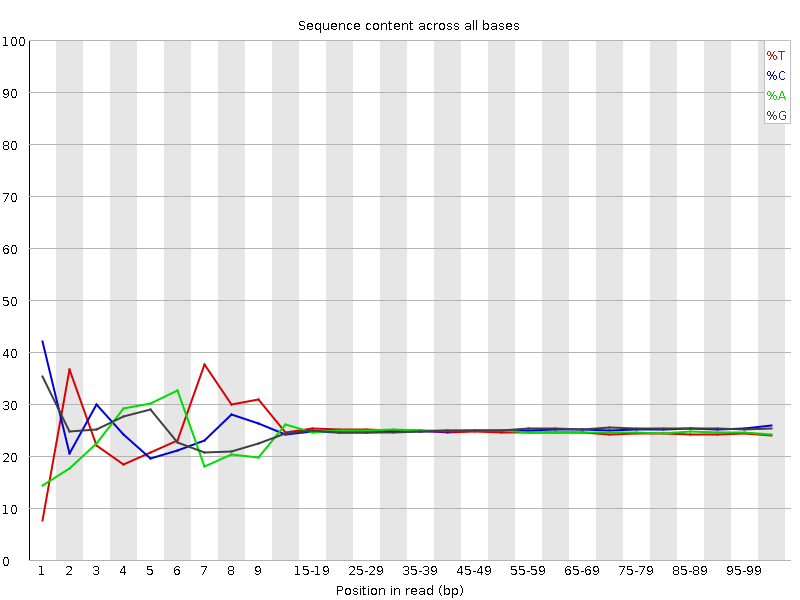 Sequence content across all bases
100
90
80
70
60
50
40
30
20
10
0
%T
%C
%A
%G
1 2 3 4 5 6 7 8 9 15-19 25-29 35-39 45-49 55-59 65-69 75-79 85-89 95-99
Position in read (bp)